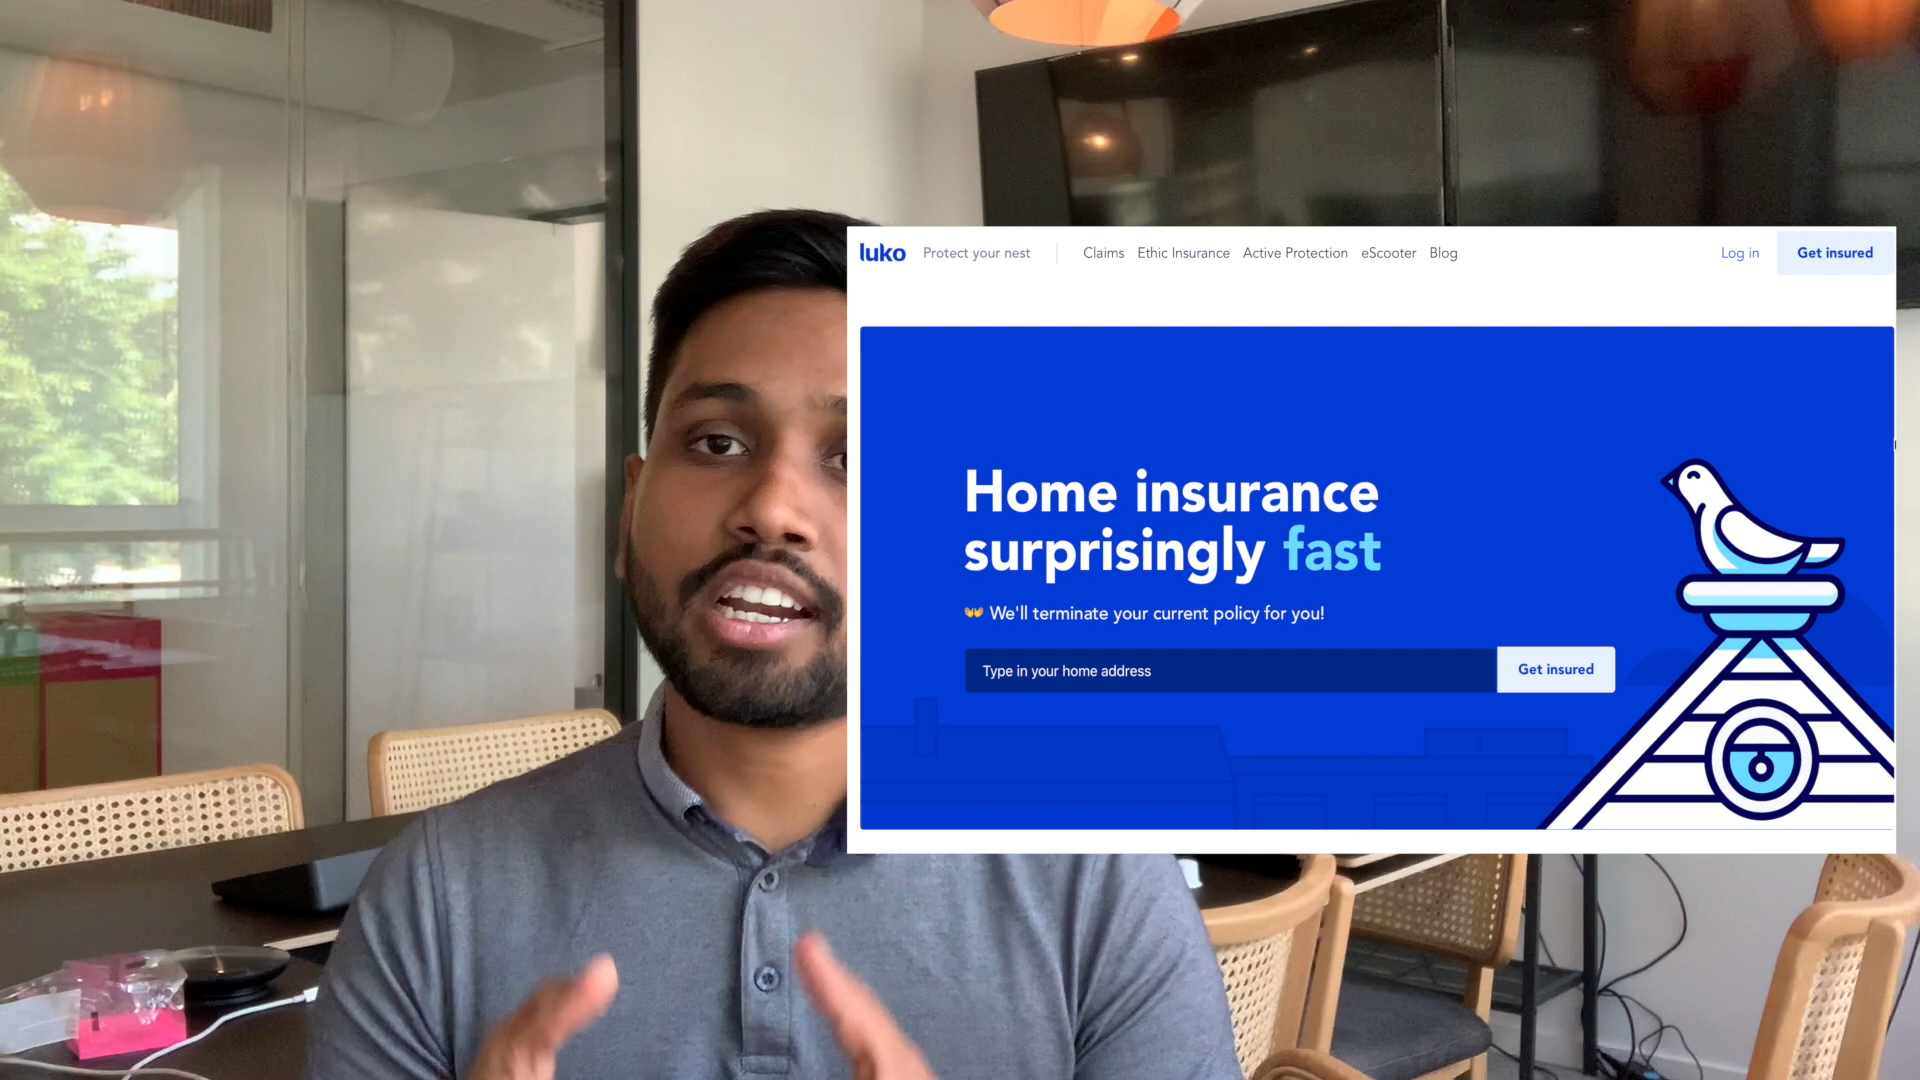 luko Protect your nest Claims Ethic Insurance Active Protection eScooter Blog Log in Get insured
Home insurance
surprisingly fast
👐 We'll terminate your current policy for you!
Type in your home address Get insured